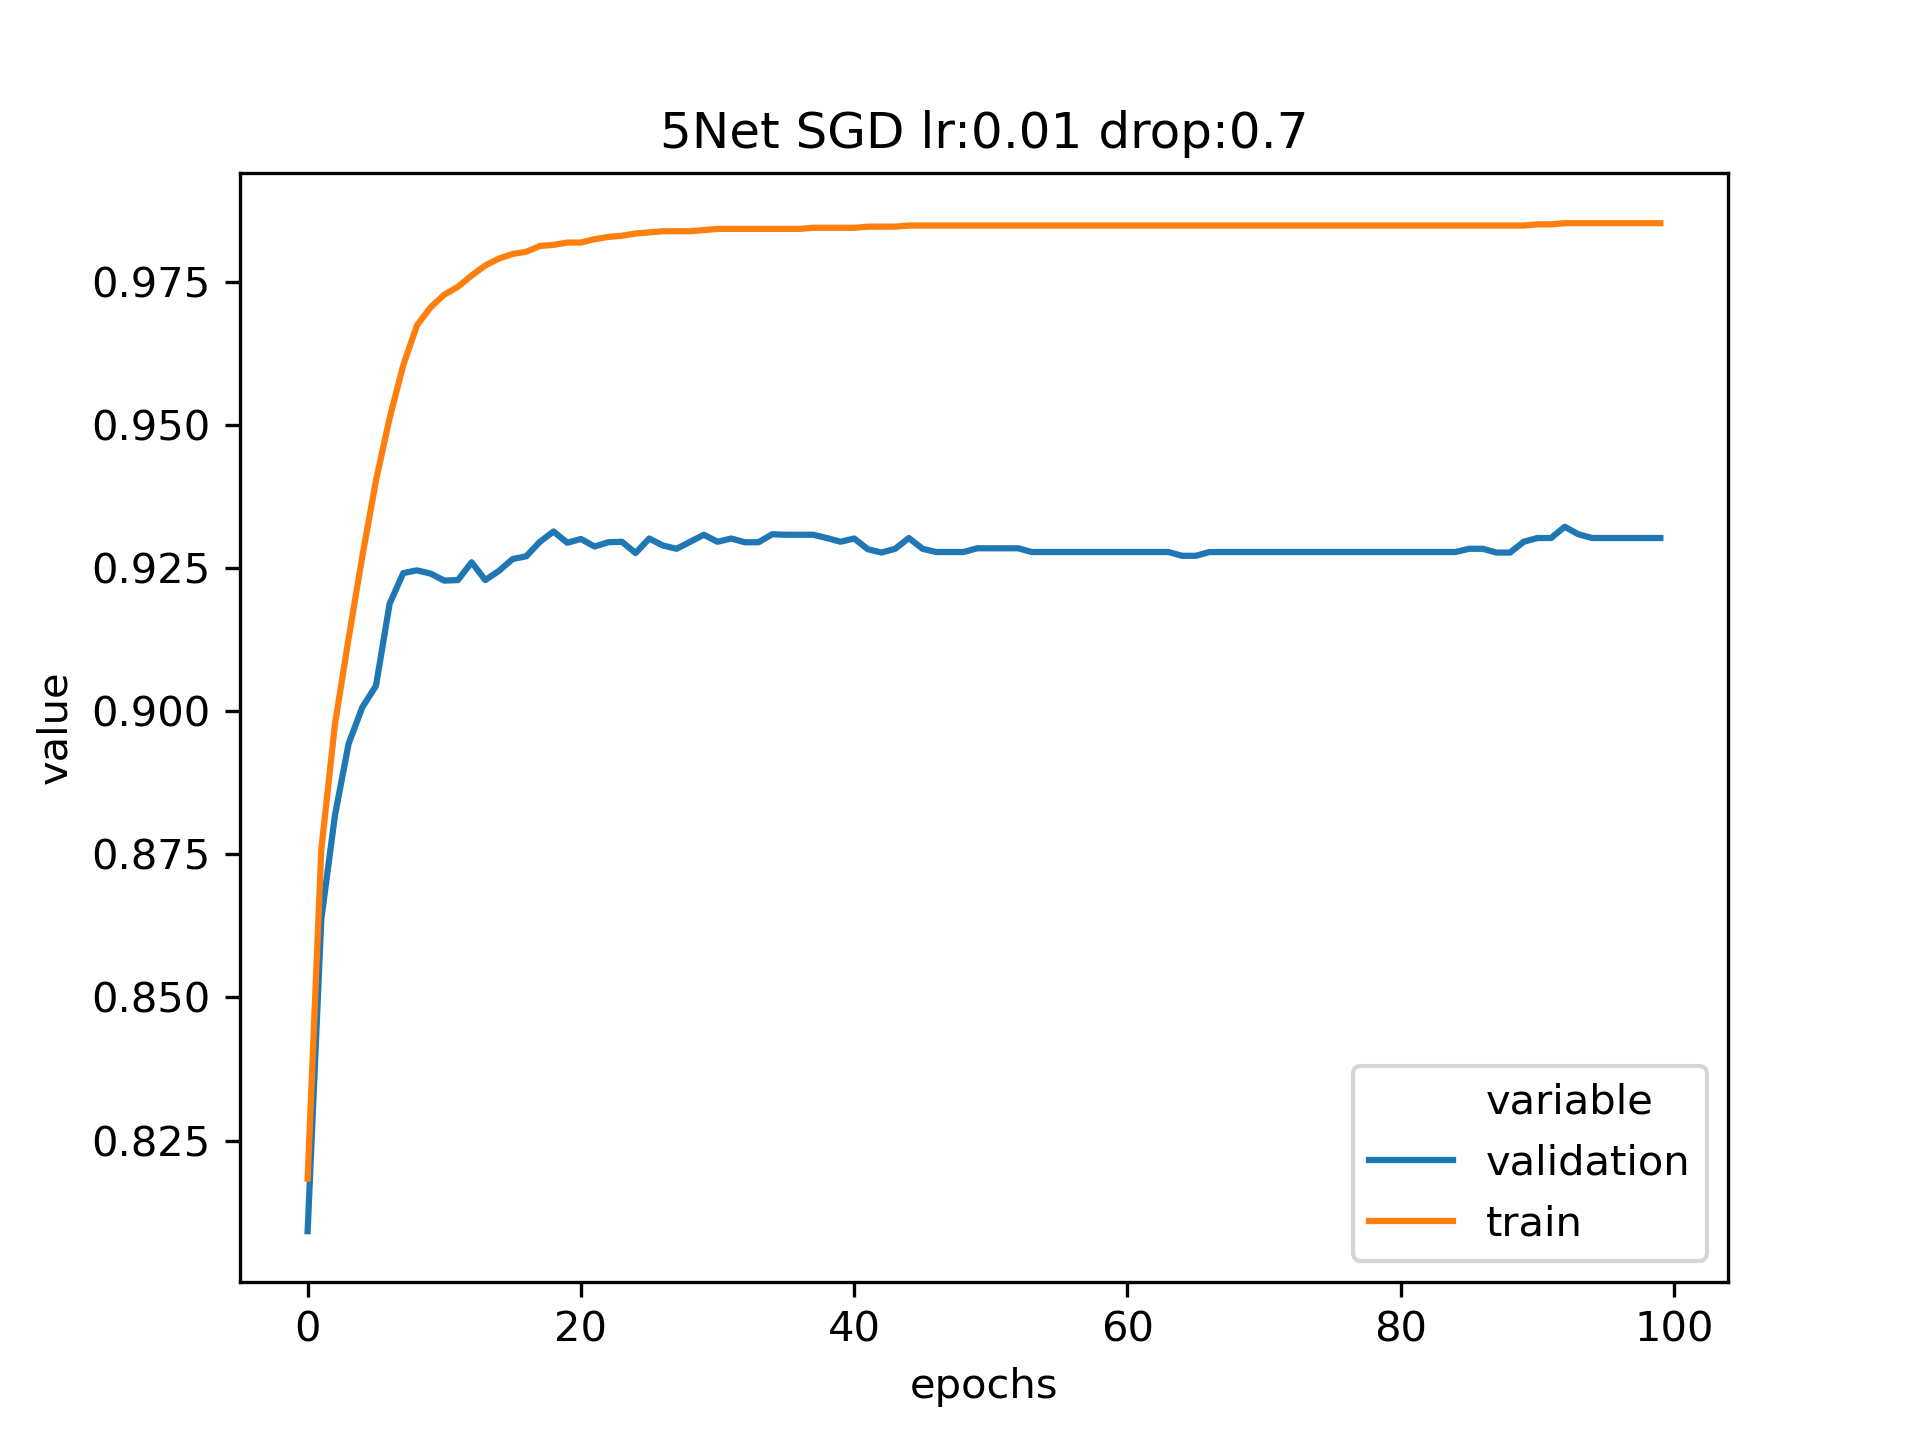 5Net SGD lr:0.01 drop:0.7
0.975
0.950
0.925
0.900
0.875
0.850
0.825
value
variable
validation
train
0 20 40 60 80 100
epochs